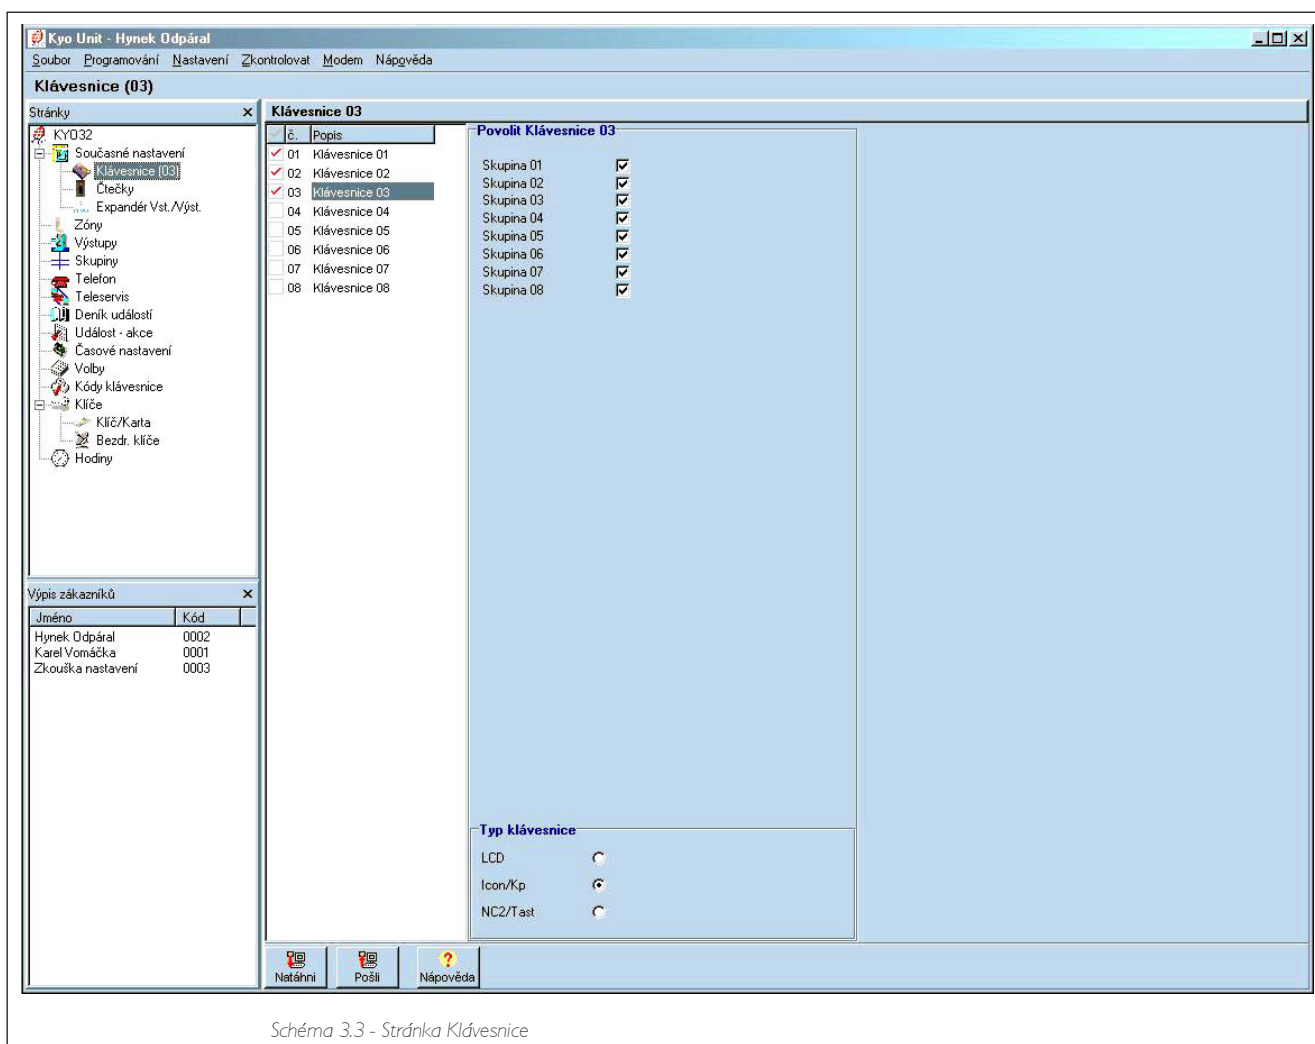 Kyo Unit - Hynek Odpáral
Soubor Programování Nastavení Zkontrolovat Modem Nápověda
Klávesnice (03)
Stránky
KYO32
Současné nastavení
Klávesnice (03)
Čtečky
Expandér Vst./Výst.
Zóny
Výstupy
Skupiny
Telefon
Teleservis
Deník událostí
Událost - akce
Časové nastavení
Volby
Kódy klávesnice
Klíče
Klíč/Karta
Bezdr. klíče
Hodiny
Výpis zákazníků
Jméno Kód
Hynek Odpáral 0002
Karel Vomáčka 0001
Zkouška nastavení 0003
Klávesnice 03
č. Popis
01 Klávesnice 01
02 Klávesnice 02
03 Klávesnice 03
04 Klávesnice 04
05 Klávesnice 05
06 Klávesnice 06
07 Klávesnice 07
08 Klávesnice 08
Povolit Klávesnice 03
Skupina 01
Skupina 02
Skupina 03
Skupina 04
Skupina 05
Skupina 06
Skupina 07
Skupina 08
Typ klávesnice
LCD
Icon/Kp
NC2/Tast
Natáhni Pošli Nápověda
Schéma 3.3 - Stránka Klávesnice